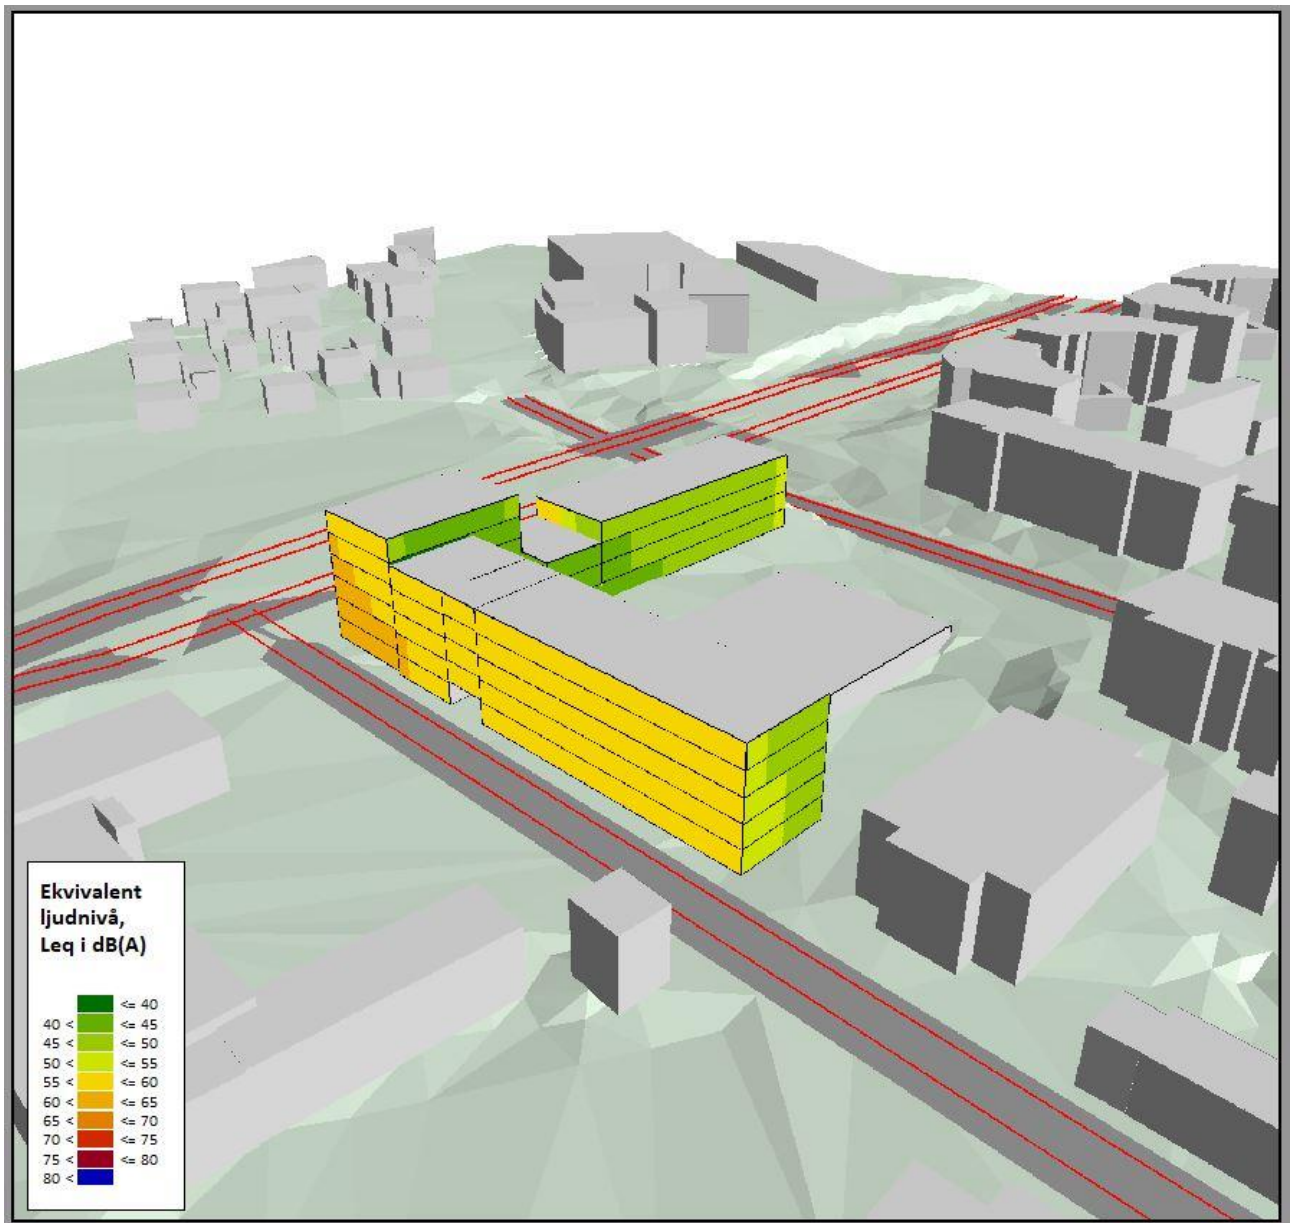 Ekvivalent
ljudnivå,
Leq i dB(A)
<= 40
40 < <= 45
45 < <= 50
50 < <= 55
55 < <= 60
60 < <= 65
65 < <= 70
70 < <= 75
75 < <= 80
80 <